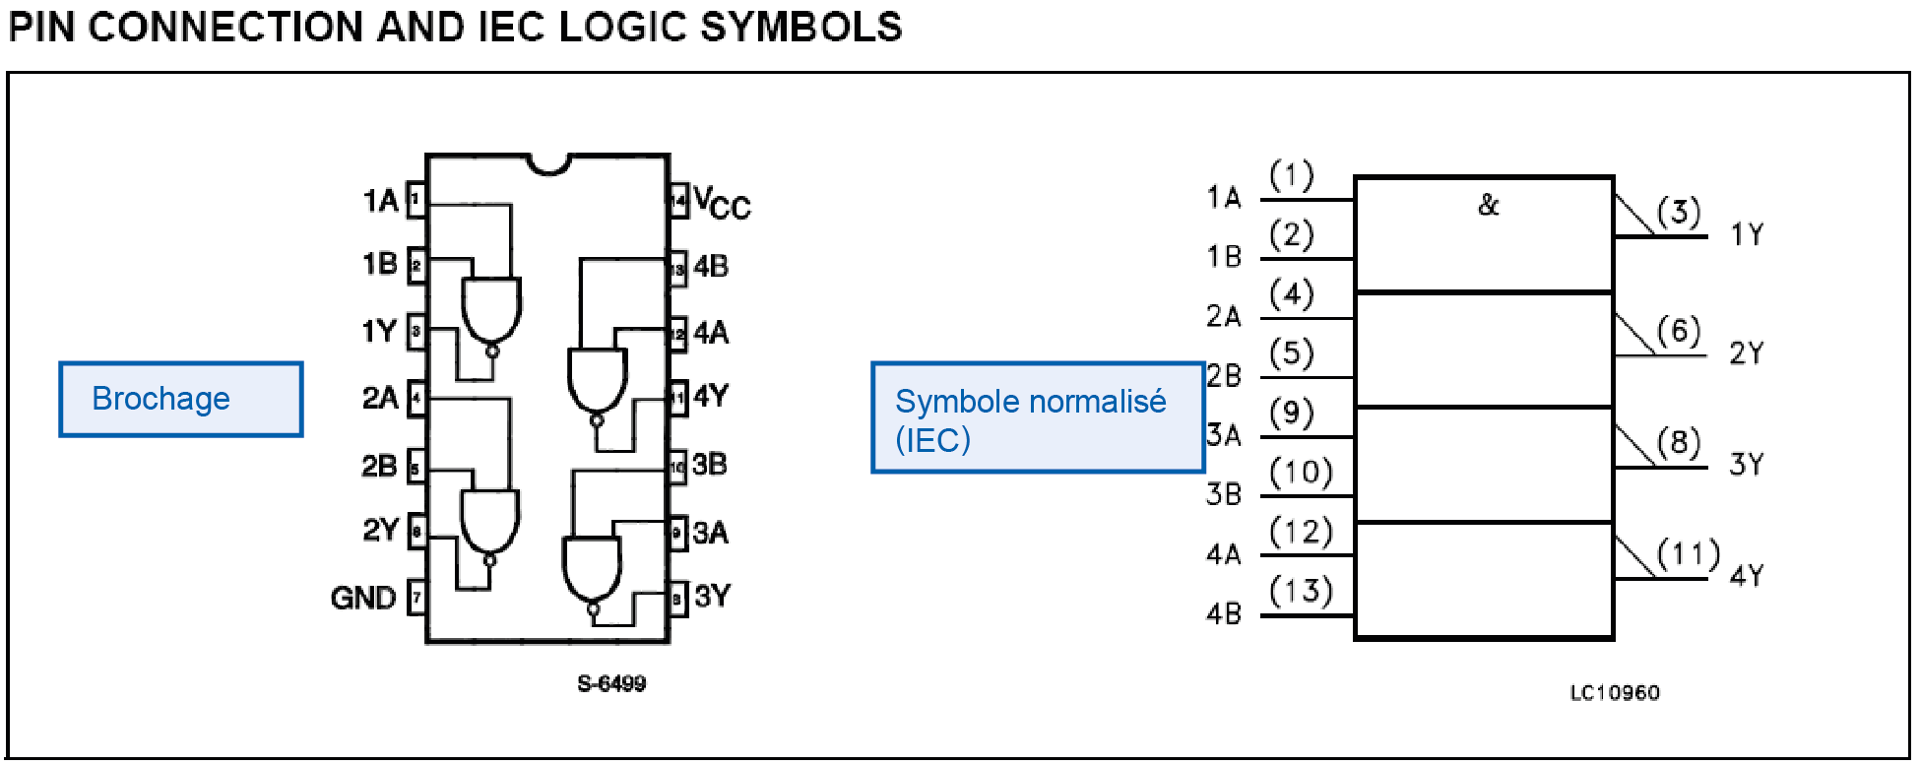 PIN CONNECTION AND IEC LOGIC SYMBOLS
Brochage
1A 1
1B 2
1Y 3
2A 4
2B 5
2Y 6
GND 7
14 VCC
13 4B
12 4A
11 4Y
10 3B
9 3A
8 3Y
S-6499
Symbole normalisé
(IEC)
1A (1)
1B (2)
2A (4)
2B (5)
3A (9)
3B (10)
4A (12)
4B (13)
&
(3) 1Y
(6) 2Y
(8) 3Y
(11) 4Y
LC10960